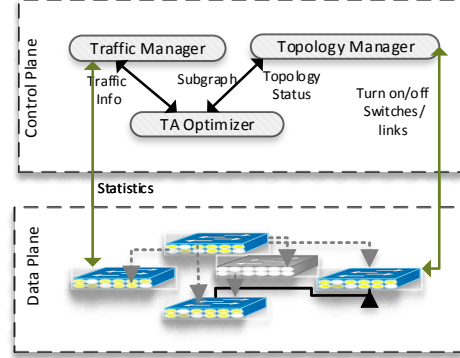 Control Plane
Traffic Manager
Topology Manager
Traffic
Info
Subgraph
Topology
Status
Turn on/off
Switches/
links
TA Optimizer
Statistics
Data Plane